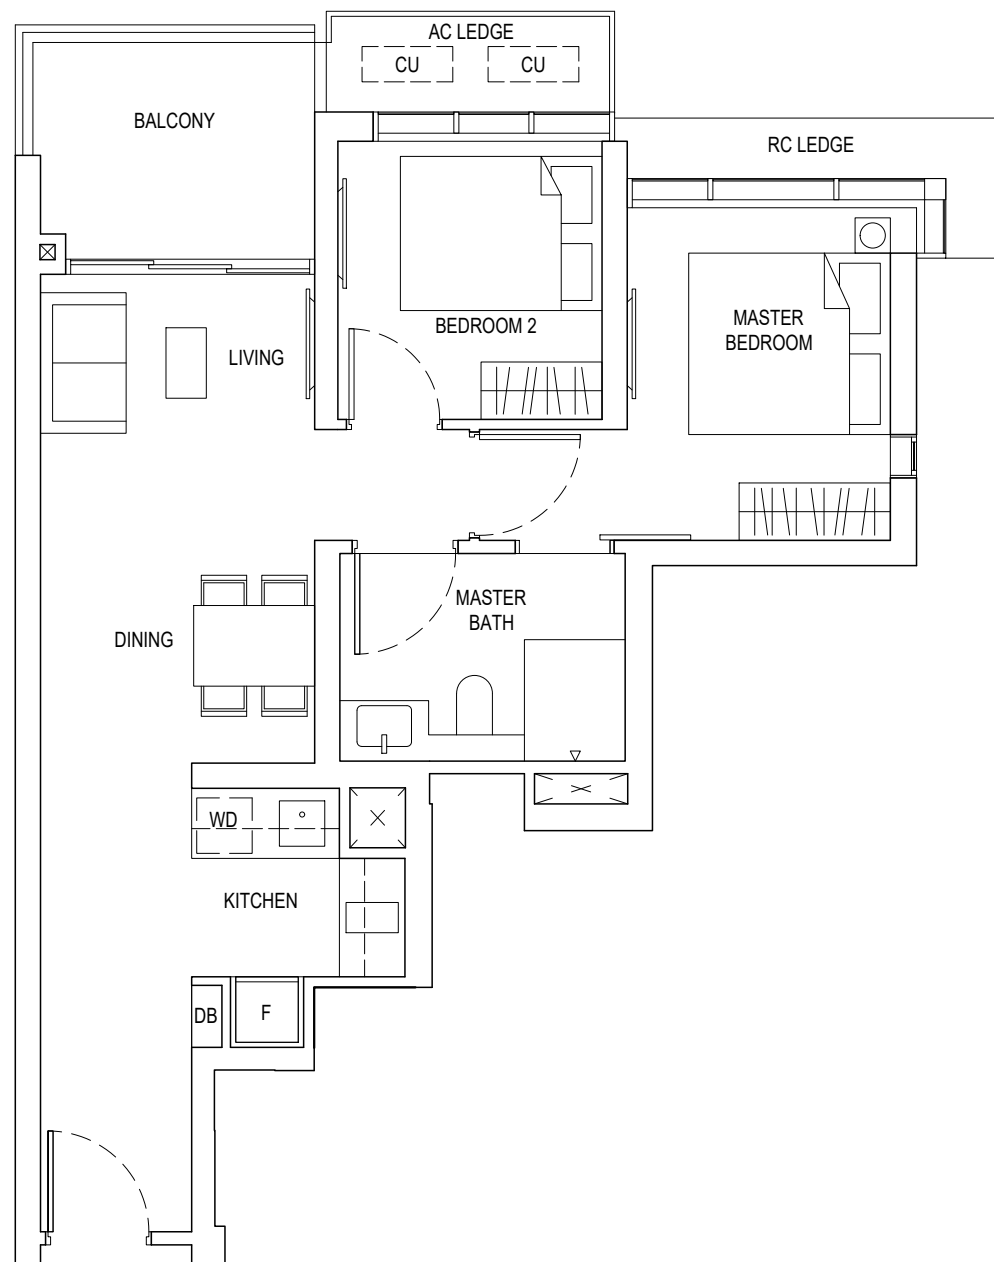 AC LEDGE
CU
CU
BALCONY
RC LEDGE
BEDROOM 2
MASTER
BEDROOM
LIVING
MASTER
BATH
DINING
WD
KITCHEN
DB
F